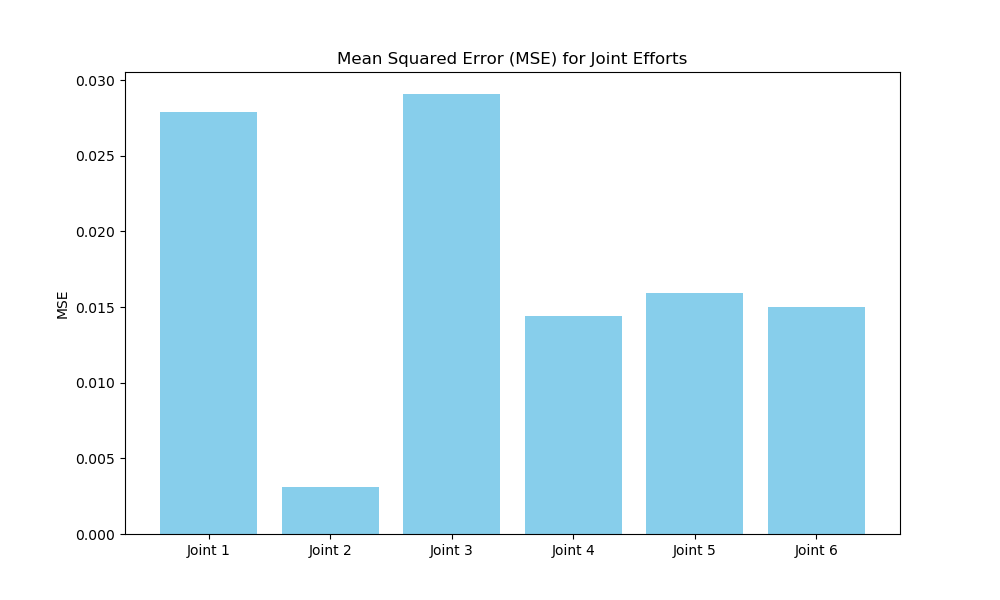 Mean Squared Error (MSE) for Joint Efforts
0.030
0.025
0.020
0.015
0.010
0.005
0.000
MSE
Joint 1 Joint 2 Joint 3 Joint 4 Joint 5 Joint 6